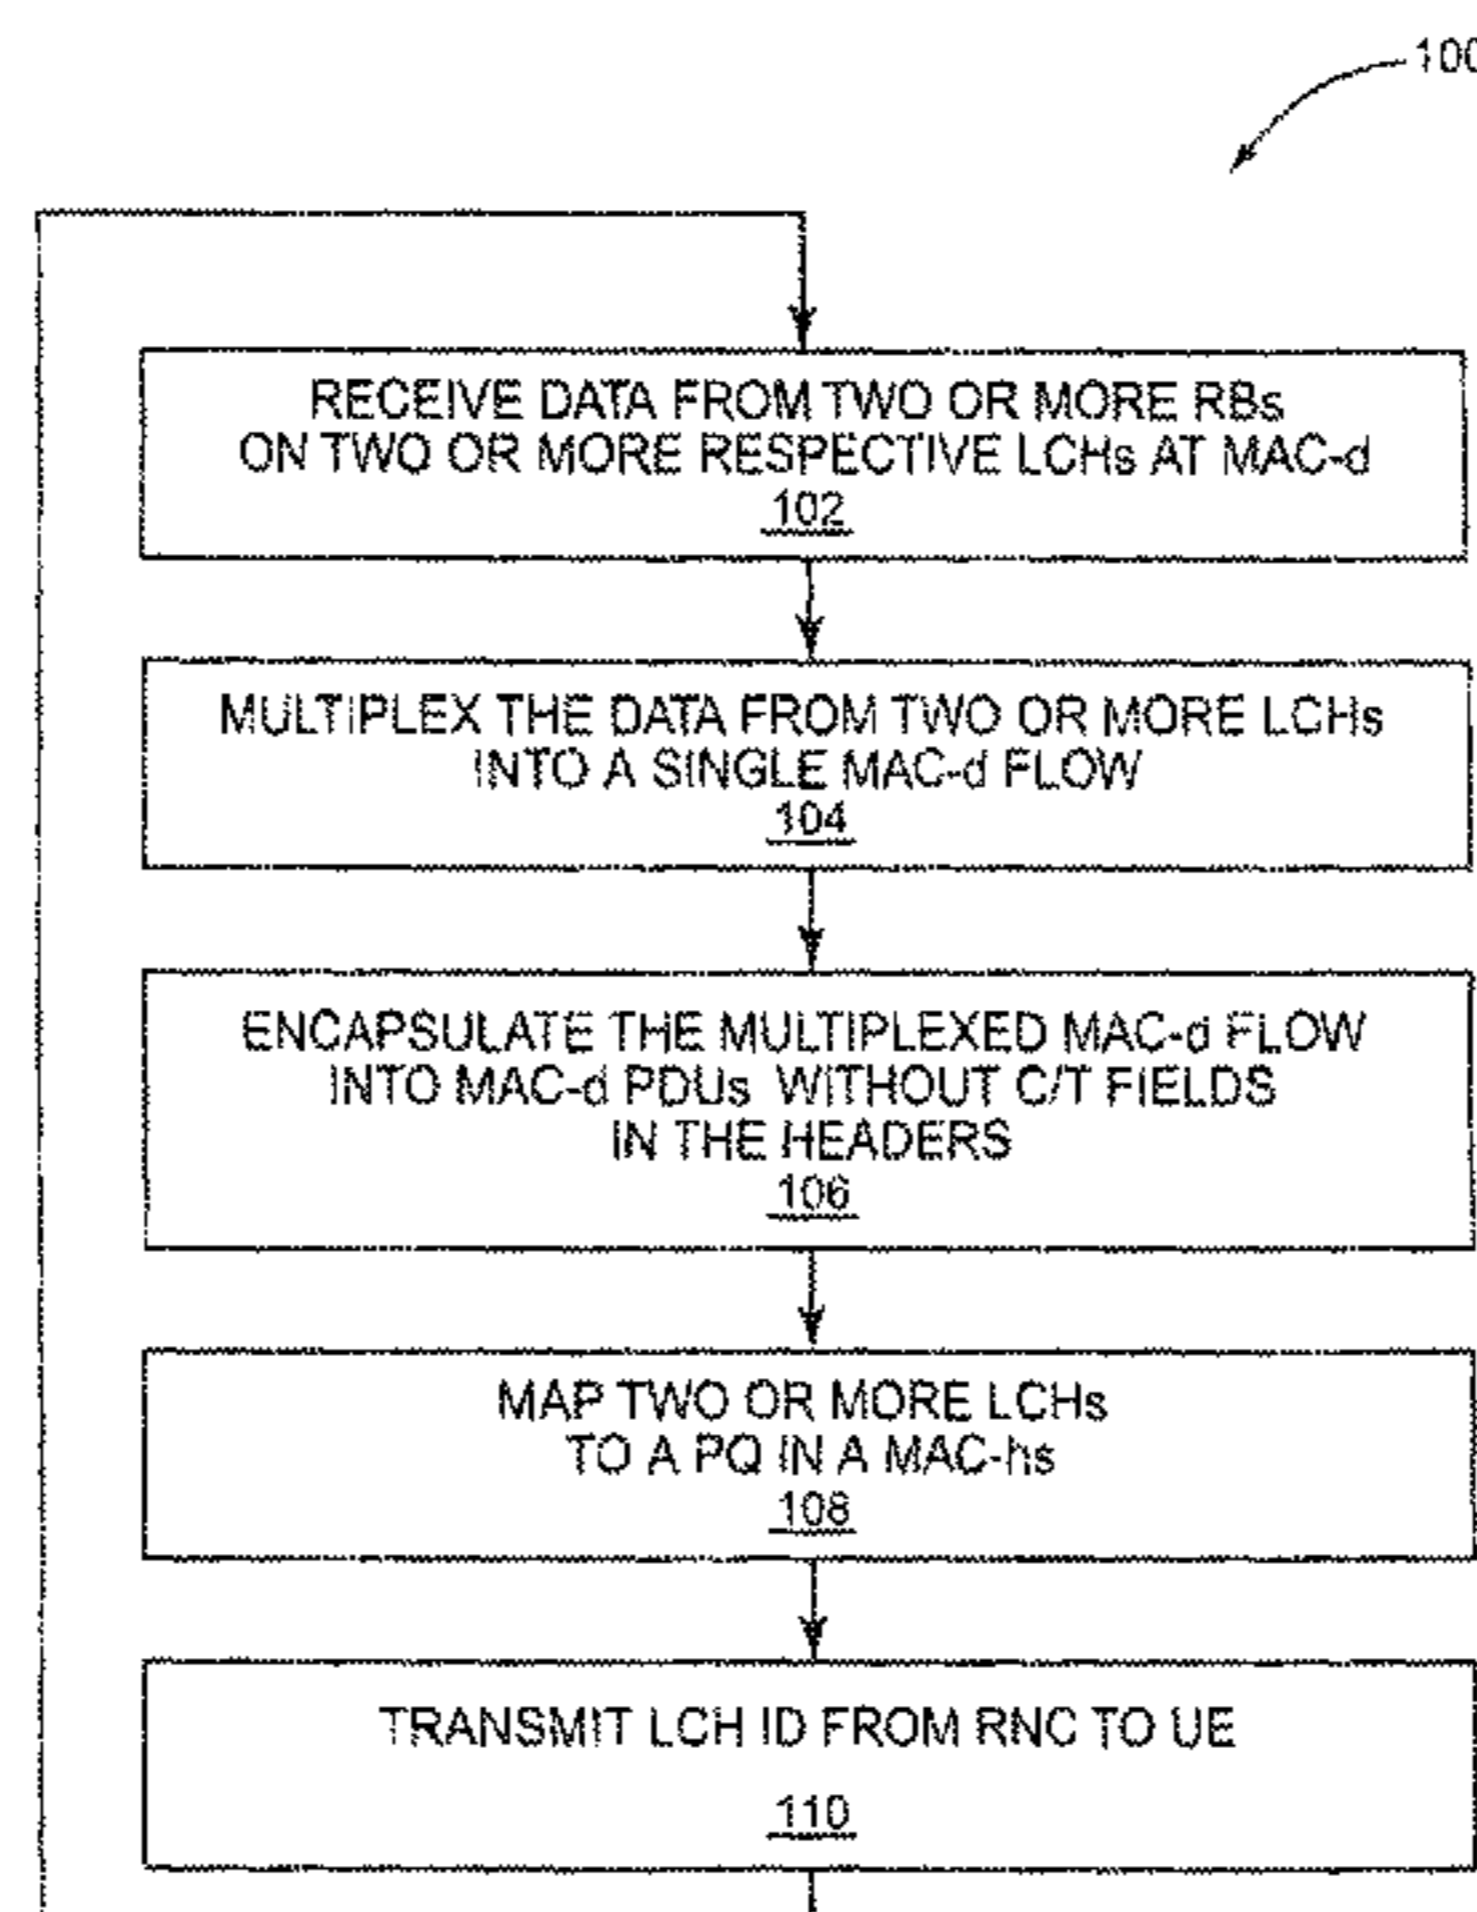 100
RECEIVE DATA FROM TWO OR MORE RBs
ON TWO OR MORE RESPECTIVE LCHs AT MAC-d
102
MULTIPLEX THE DATA FROM TWO OR MORE LCHs
INTO A SINGLE MAC-d FLOW
104
ENCAPSULATE THE MULTIPLEXED MAC-d FLOW
INTO MAC-d PDUs WITHOUT C/T FIELDS
IN THE HEADERS
106
MAP TWO OR MORE LCHs
TO A PQ IN A MAC-hs
108
TRANSMIT LCH ID FROM RNC TO UE
110